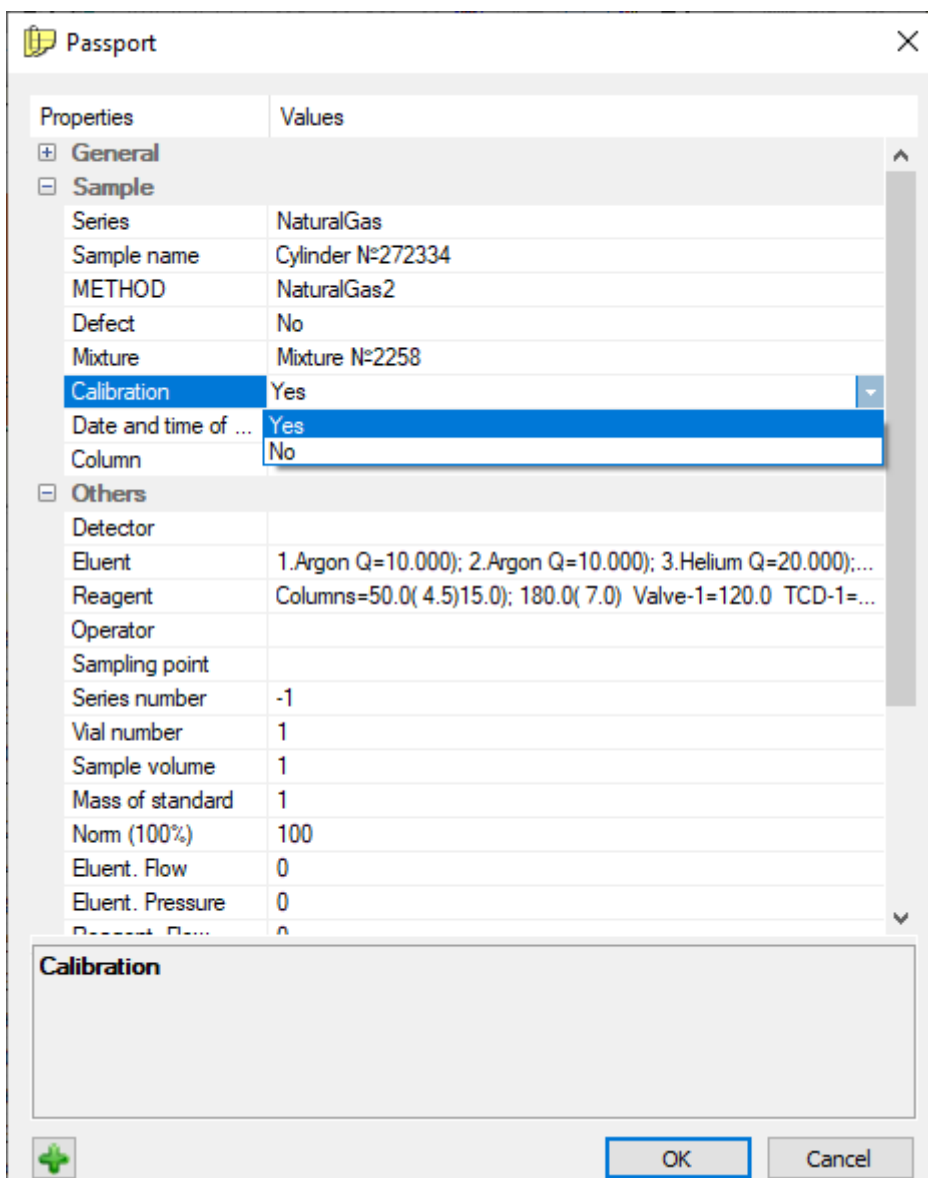 Passport
Properties Values
General
Sample
Series NaturalGas
Sample name Cylinder №272334
METHOD NaturalGas2
Defect No
Mixture Mixture №2258
Calibration Yes
Date and time of ... Yes
No
Column
Others
Detector
Eluent 1.Argon Q=10.000); 2.Argon Q=10.000); 3.Helium Q=20.000);...
Reagent Columns=50.0( 4.5)15.0); 180.0( 7.0) Valve-1=120.0 TCD-1=...
Operator
Sampling point
Series number -1
Vial number 1
Sample volume 1
Mass of standard 1
Norm (100%) 100
Eluent. Flow 0
Eluent. Pressure 0
Reagent. Flow 0
Calibration
OK Cancel